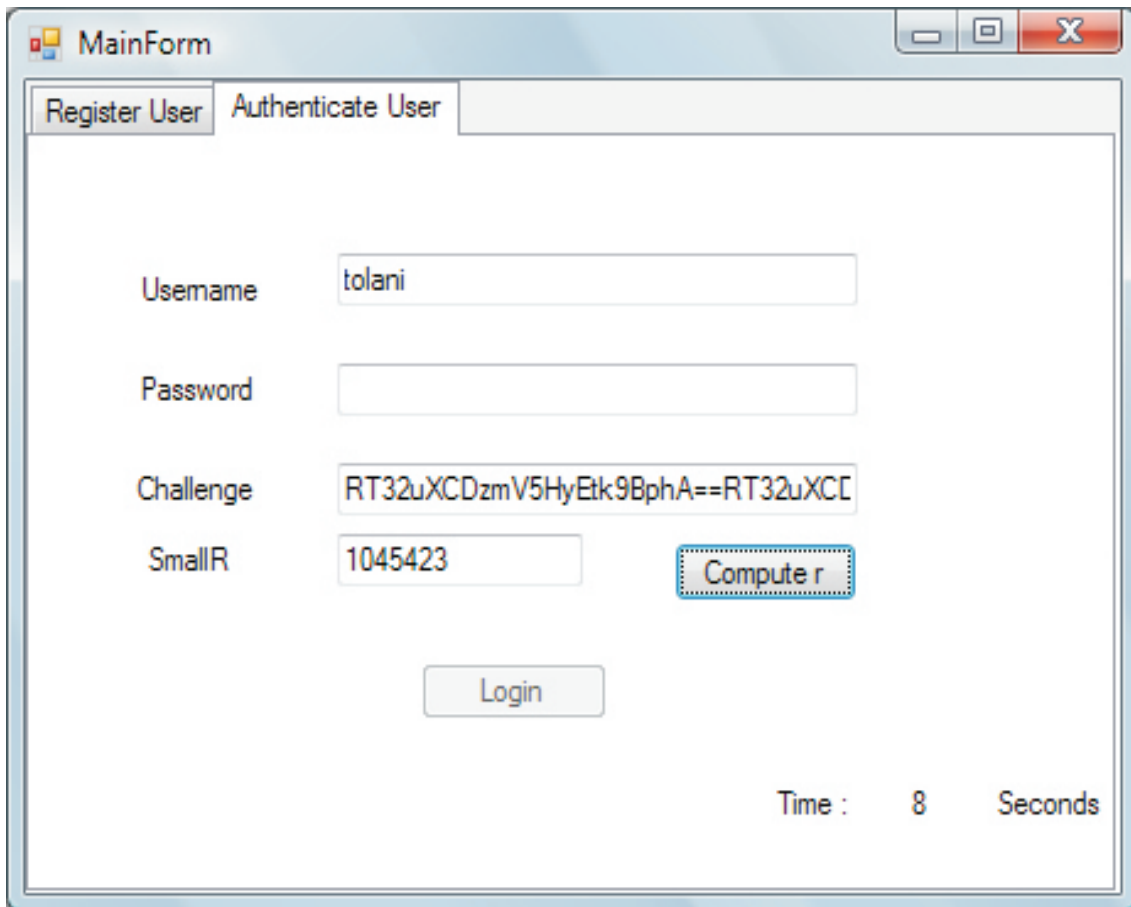 MainForm
Register User Authenticate User
Username tolani
Password
Challenge RT32uXCDzmV5HyEtk9BphA==RT32uXCD
SmallR 1045423 Compute r
Login
Time : 8 Seconds